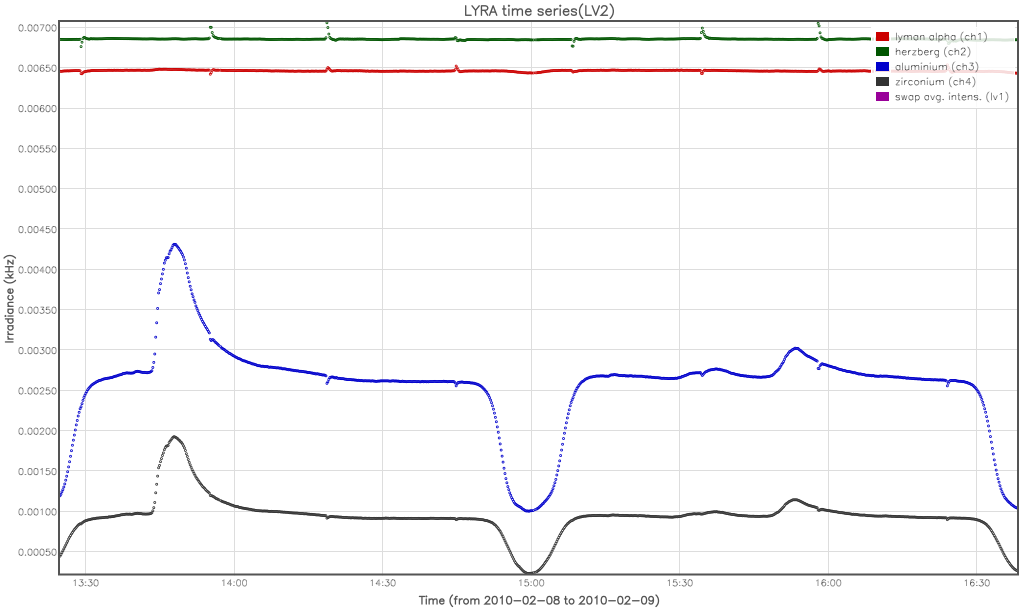 LYRA time series(LV2)
0.00700
0.00650
0.00600
0.00550
0.00500
0.00450
0.00400
0.00350
0.00300
0.00250
0.00200
0.00150
0.00100
0.00050
Irradiance (kHz)
lyman alpha (ch1)
herzberg (ch2)
aluminium (ch3)
zirconium (ch4)
swap avg. intens. (lv1)
13:30 14:00 14:30 15:00 15:30 16:00 16:30
Time (from 2010-02-08 to 2010-02-09)